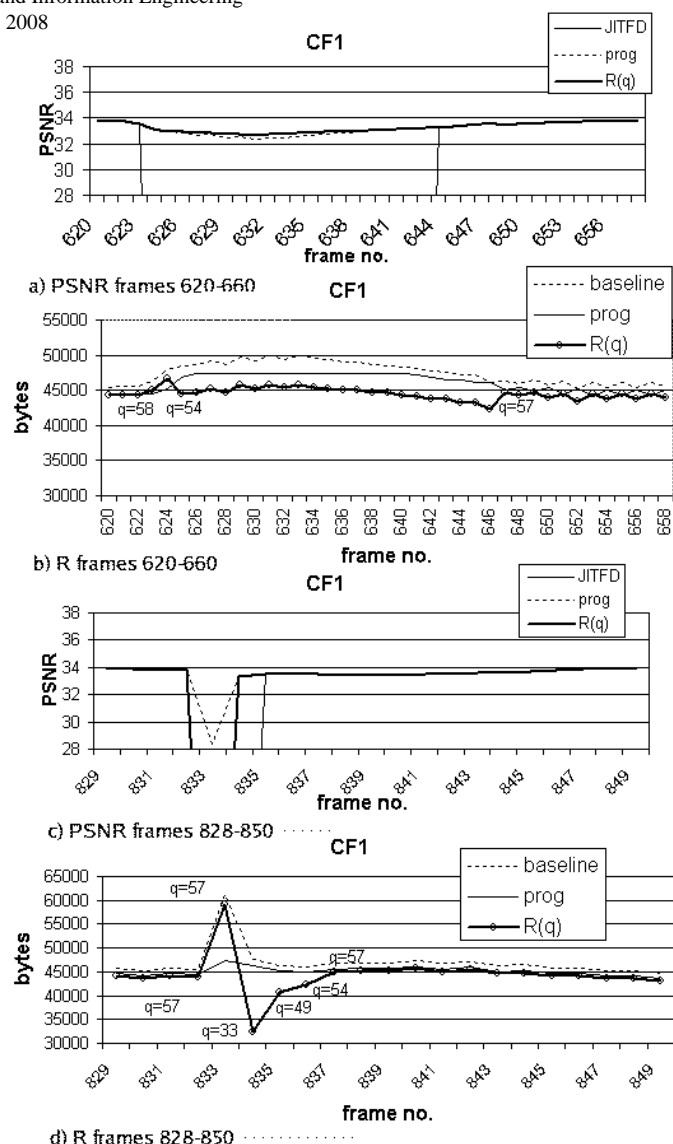 and Information Engineering
2008
CF1
JITFD
prog
R(q)
38
36
34
32
30
28
PSNR
620
623
626
629
632
635
638
641
644
647
650
653
656
frame no.
a) PSNR frames 620-660
CF1
baseline
prog
R(q)
55000
50000
45000
40000
35000
30000
bytes
q=58
q=54
q=57
620
622
624
626
628
630
632
634
636
638
640
642
644
646
648
650
652
654
656
658
frame no.
b) R frames 620-660
CF1
JITFD
prog
R(q)
38
36
34
32
30
28
PSNR
829
831
833
835
837
839
841
843
845
847
849
frame no.
c) PSNR frames 828-850
CF1
baseline
prog
R(q)
65000
60000
55000
50000
45000
40000
35000
30000
bytes
q=57
q=57
q=57
q=54
q=49
q=33
829
831
833
835
837
839
841
843
845
847
849
frame no.
d) R frames 828-850